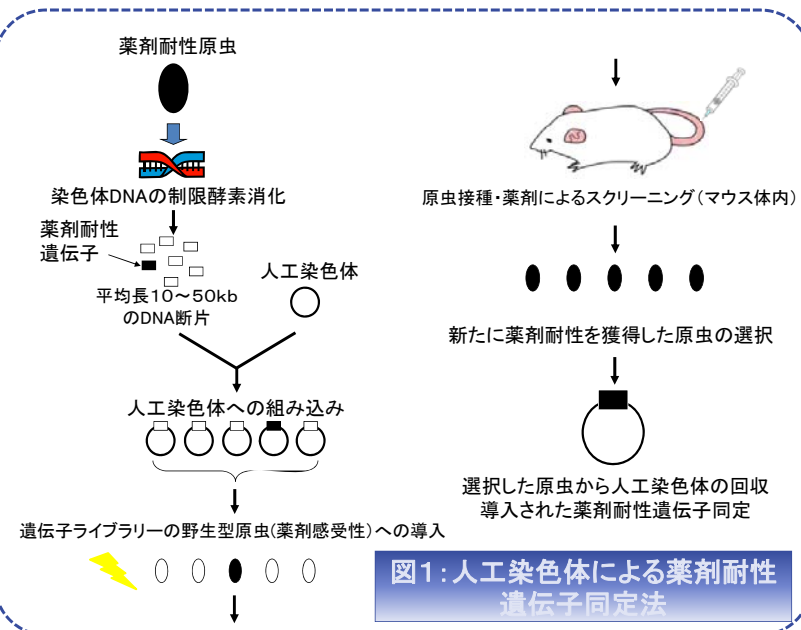 薬剤耐性原虫
染色体DNAの制限酵素消化
薬剤耐性
遺伝子
平均長10～50kb
のDNA断片
人工染色体
人工染色体への組み込み
遺伝子ライブラリーの野生型原虫(薬剤感受性)への導入
原虫接種・薬剤によるスクリーニング(マウス体内)
新たに薬剤耐性を獲得した原虫の選択
選択した原虫から人工染色体の回収
導入された薬剤耐性遺伝子同定
図1:人工染色体による薬剤耐性
遺伝子同定法